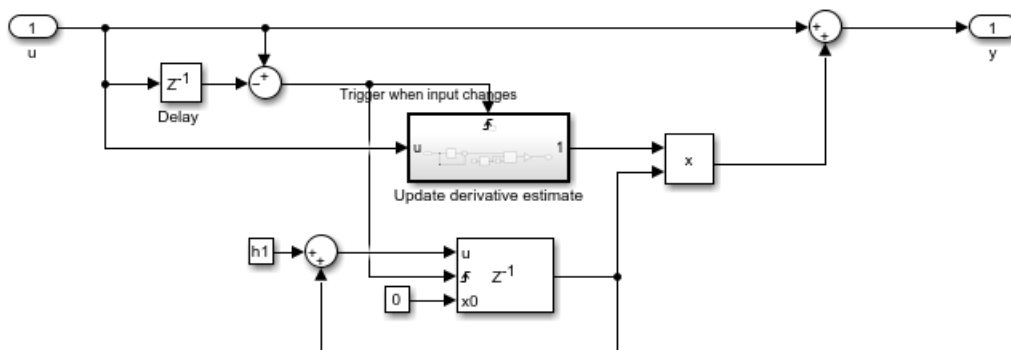 1
u
Z-1
Delay
Trigger when input changes
u
1
Update derivative estimate
x
1
y
h1
0
u
Z-1
x0